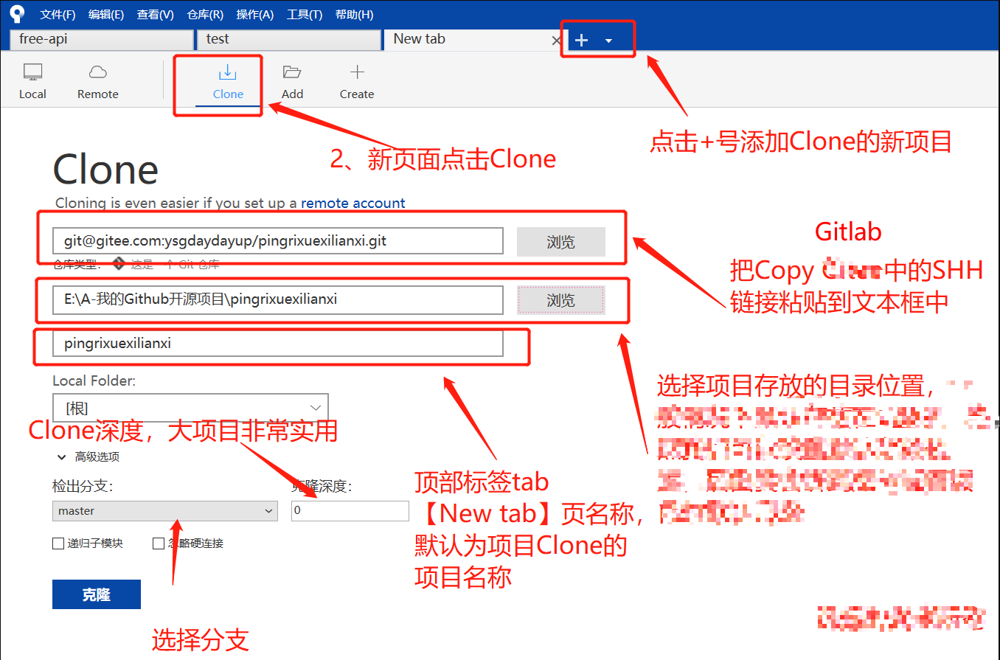 文件(F) 编辑(E) 查看(V) 仓库(R) 操作(A) 工具(T) 帮助(H)
free-api test New tab
Local Remote Clone Add Create
点击+号添加Clone的新项目
2、新页面点击Clone
Clone
Cloning is even easier if you set up a remote account
git@gitee.com:ysgdaydayup/pingrixuexilianxi.git 浏览
仓库类型: 这是一个 Git 仓库
Gitlab
把Copy 中的SHH
链接粘贴到文本框中
E:\A-我的Github开源项目\pingrixuexilianxi 浏览
pingrixuexilianxi
Local Folder:
[根]
选择项目存放的目录位置，
Clone深度，大项目非常实用
高级选项
检出分支: 克隆深度:
master 0
递归子模块 忽略硬连接
顶部标签tab
【New tab】页名称，
默认为项目Clone的
项目名称
克隆
选择分支